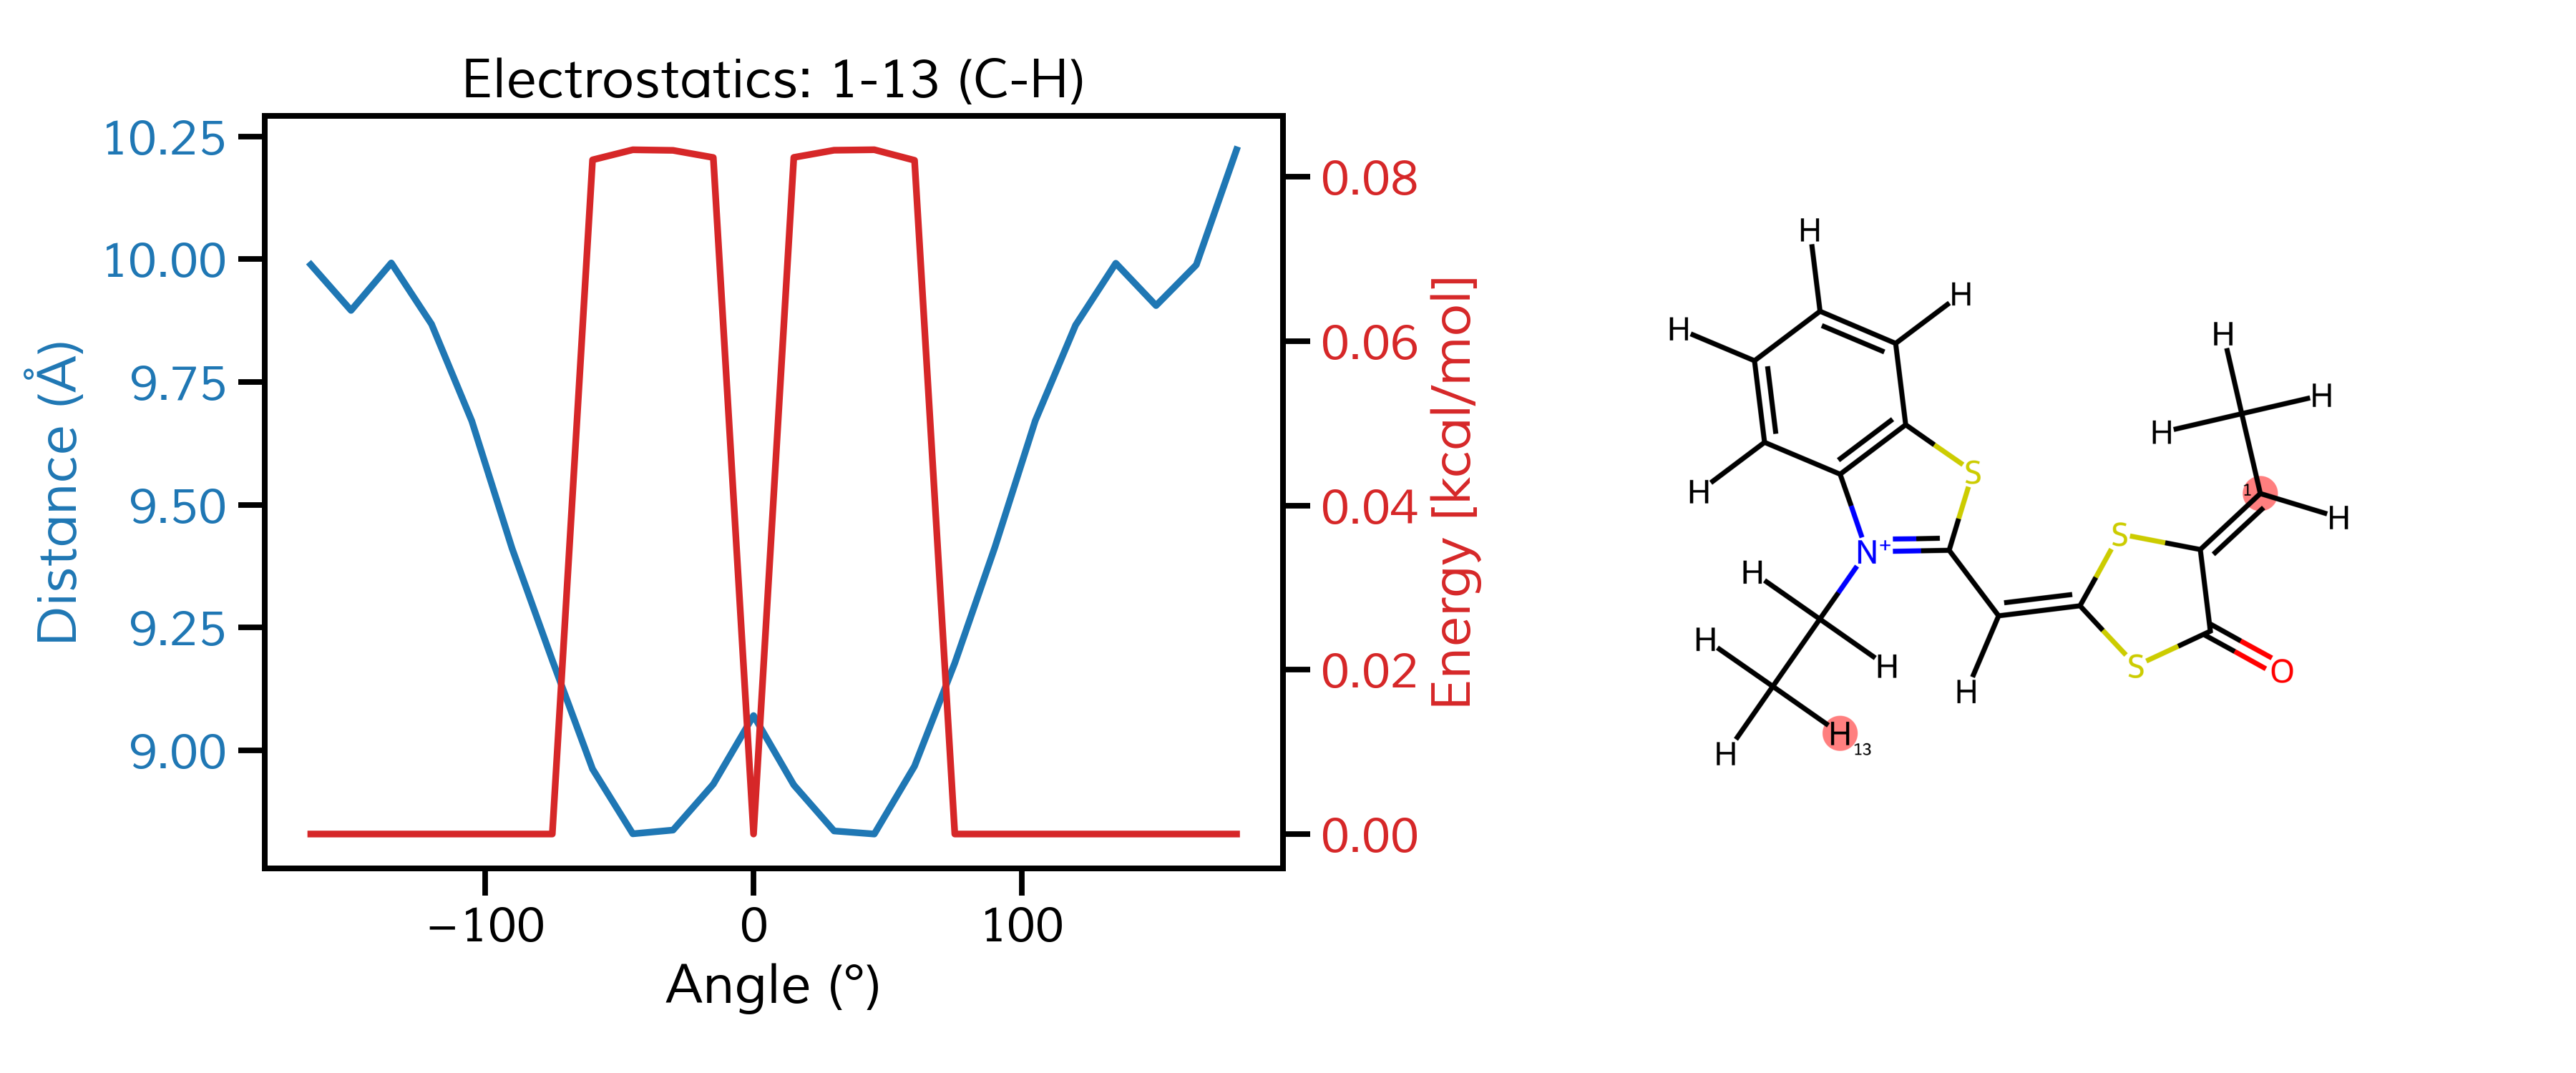 Electrostatics: 1-13 (C-H)
Distance (Å)
10.25
10.00
9.75
9.50
9.25
9.00
−100
0
100
Angle (°)
0.08
0.06
0.04
0.02
0.00
Energy [kcal/mol]
H
H
H
H
H
H
H
S
1
H
S
N+
H
H
H
S
O
H
H
H 13
H